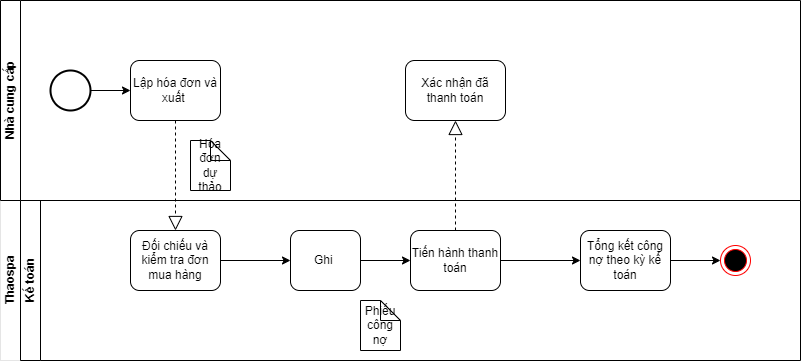 Nhà cung cấp
Lập hóa đơn và
xuất
Xác nhận đã
thanh toán
Hóa
đơn
dự
thảo
Thaospa
Kế toán
Đối chiếu và
kiểm tra đơn
mua hàng
Ghi
Tiến hành thanh
toán
Tổng kết công
nợ theo kỳ kế
toán
Phiếu
công
nợ